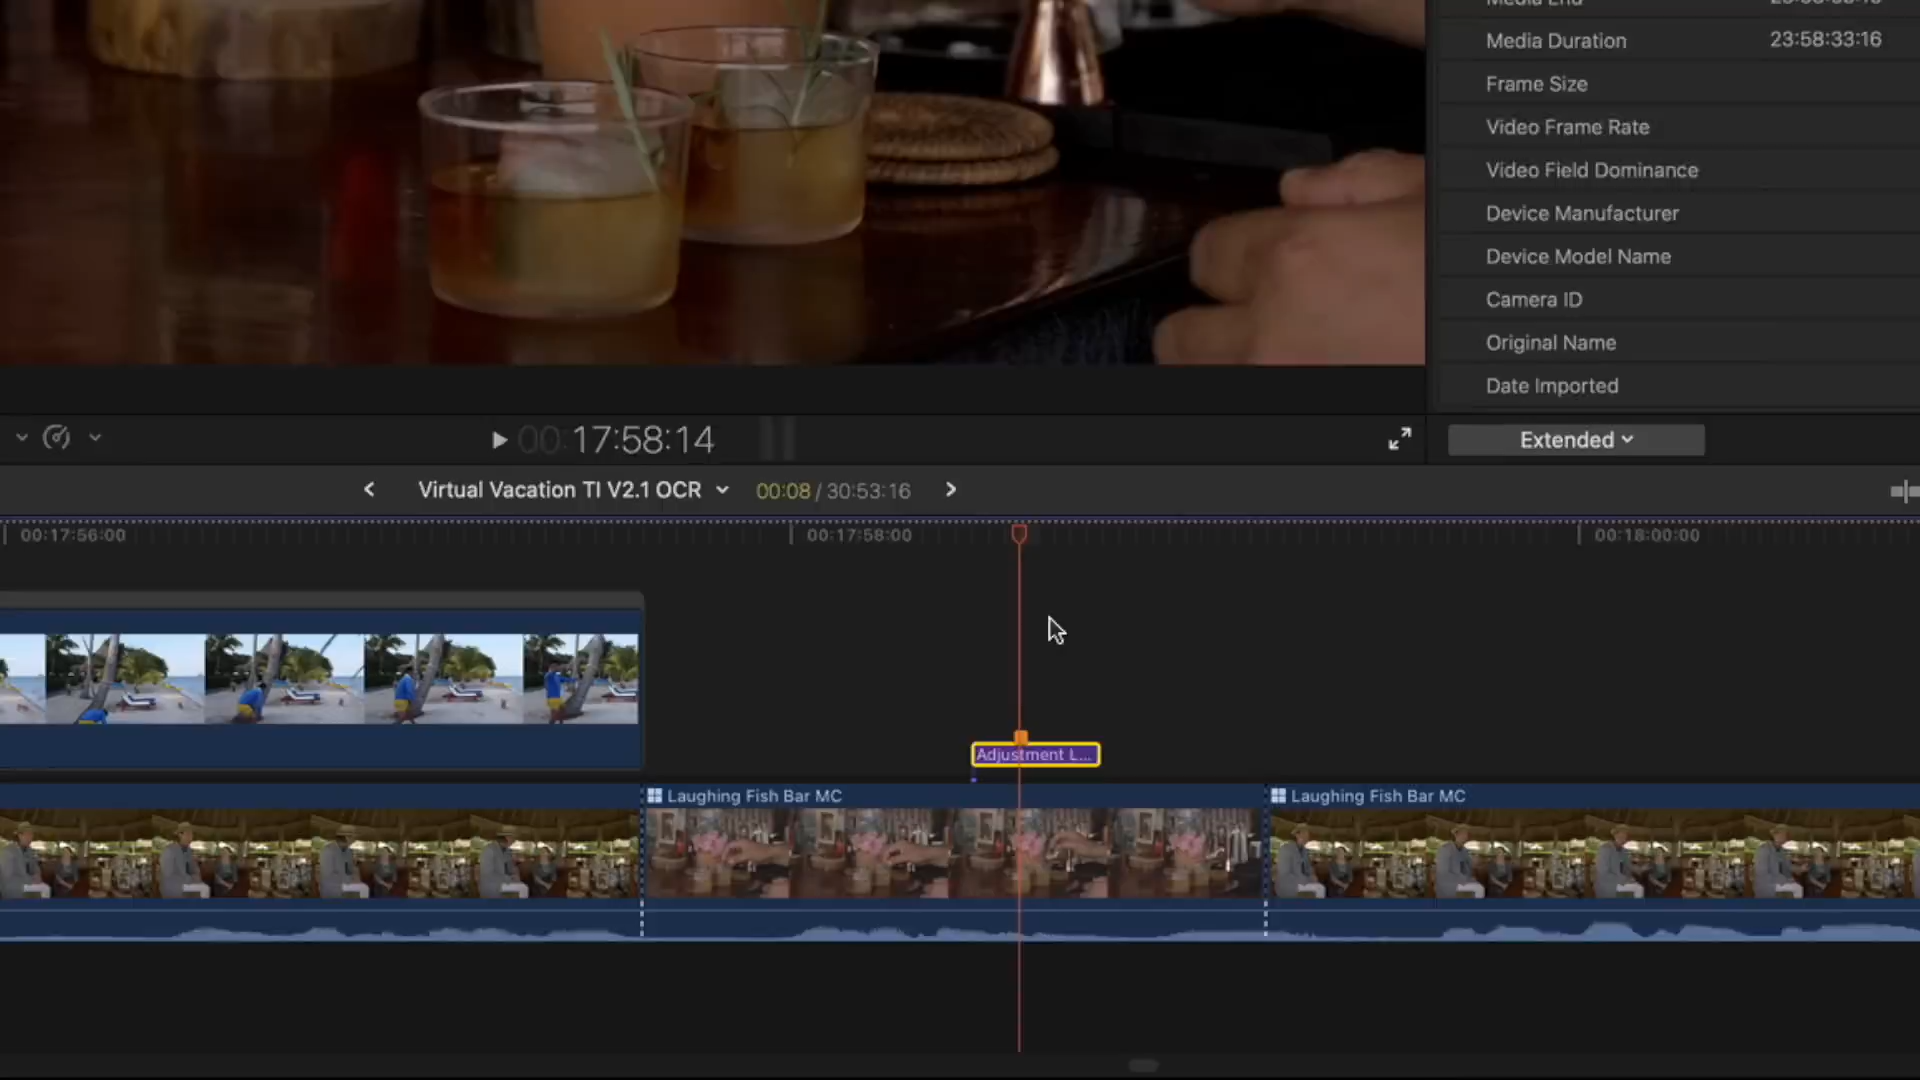 Media End
Media Duration 23:58:33:16
Frame Size
Video Frame Rate
Video Field Dominance
Device Manufacturer
Device Model Name
Camera ID
Original Name
Date Imported
00:17:58:14
Extended
Virtual Vacation TI V2.1 OCR 00:08 / 30:53:16
00:17:56:00 00:17:58:00 00:18:00:00
Adjustment L...
Laughing Fish Bar MC Laughing Fish Bar MC